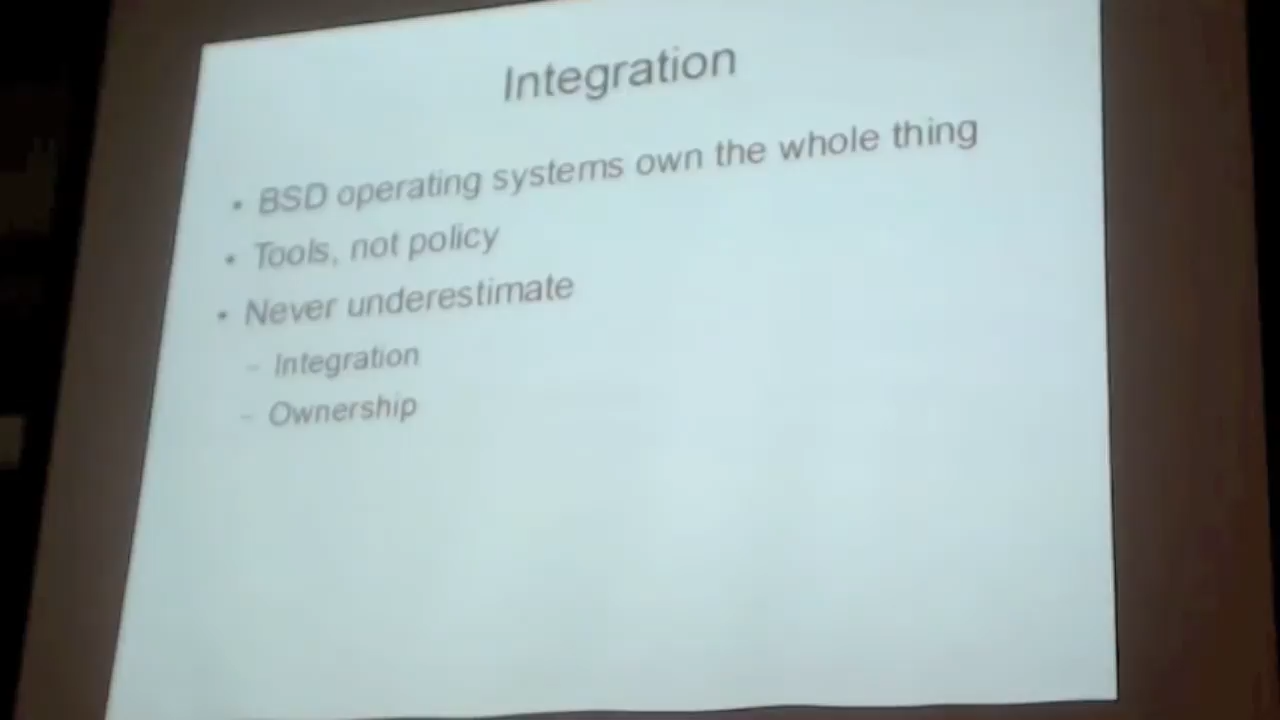 Integration
• BSD operating systems own the whole thing
• Tools, not policy
• Never underestimate
– Integration
– Ownership